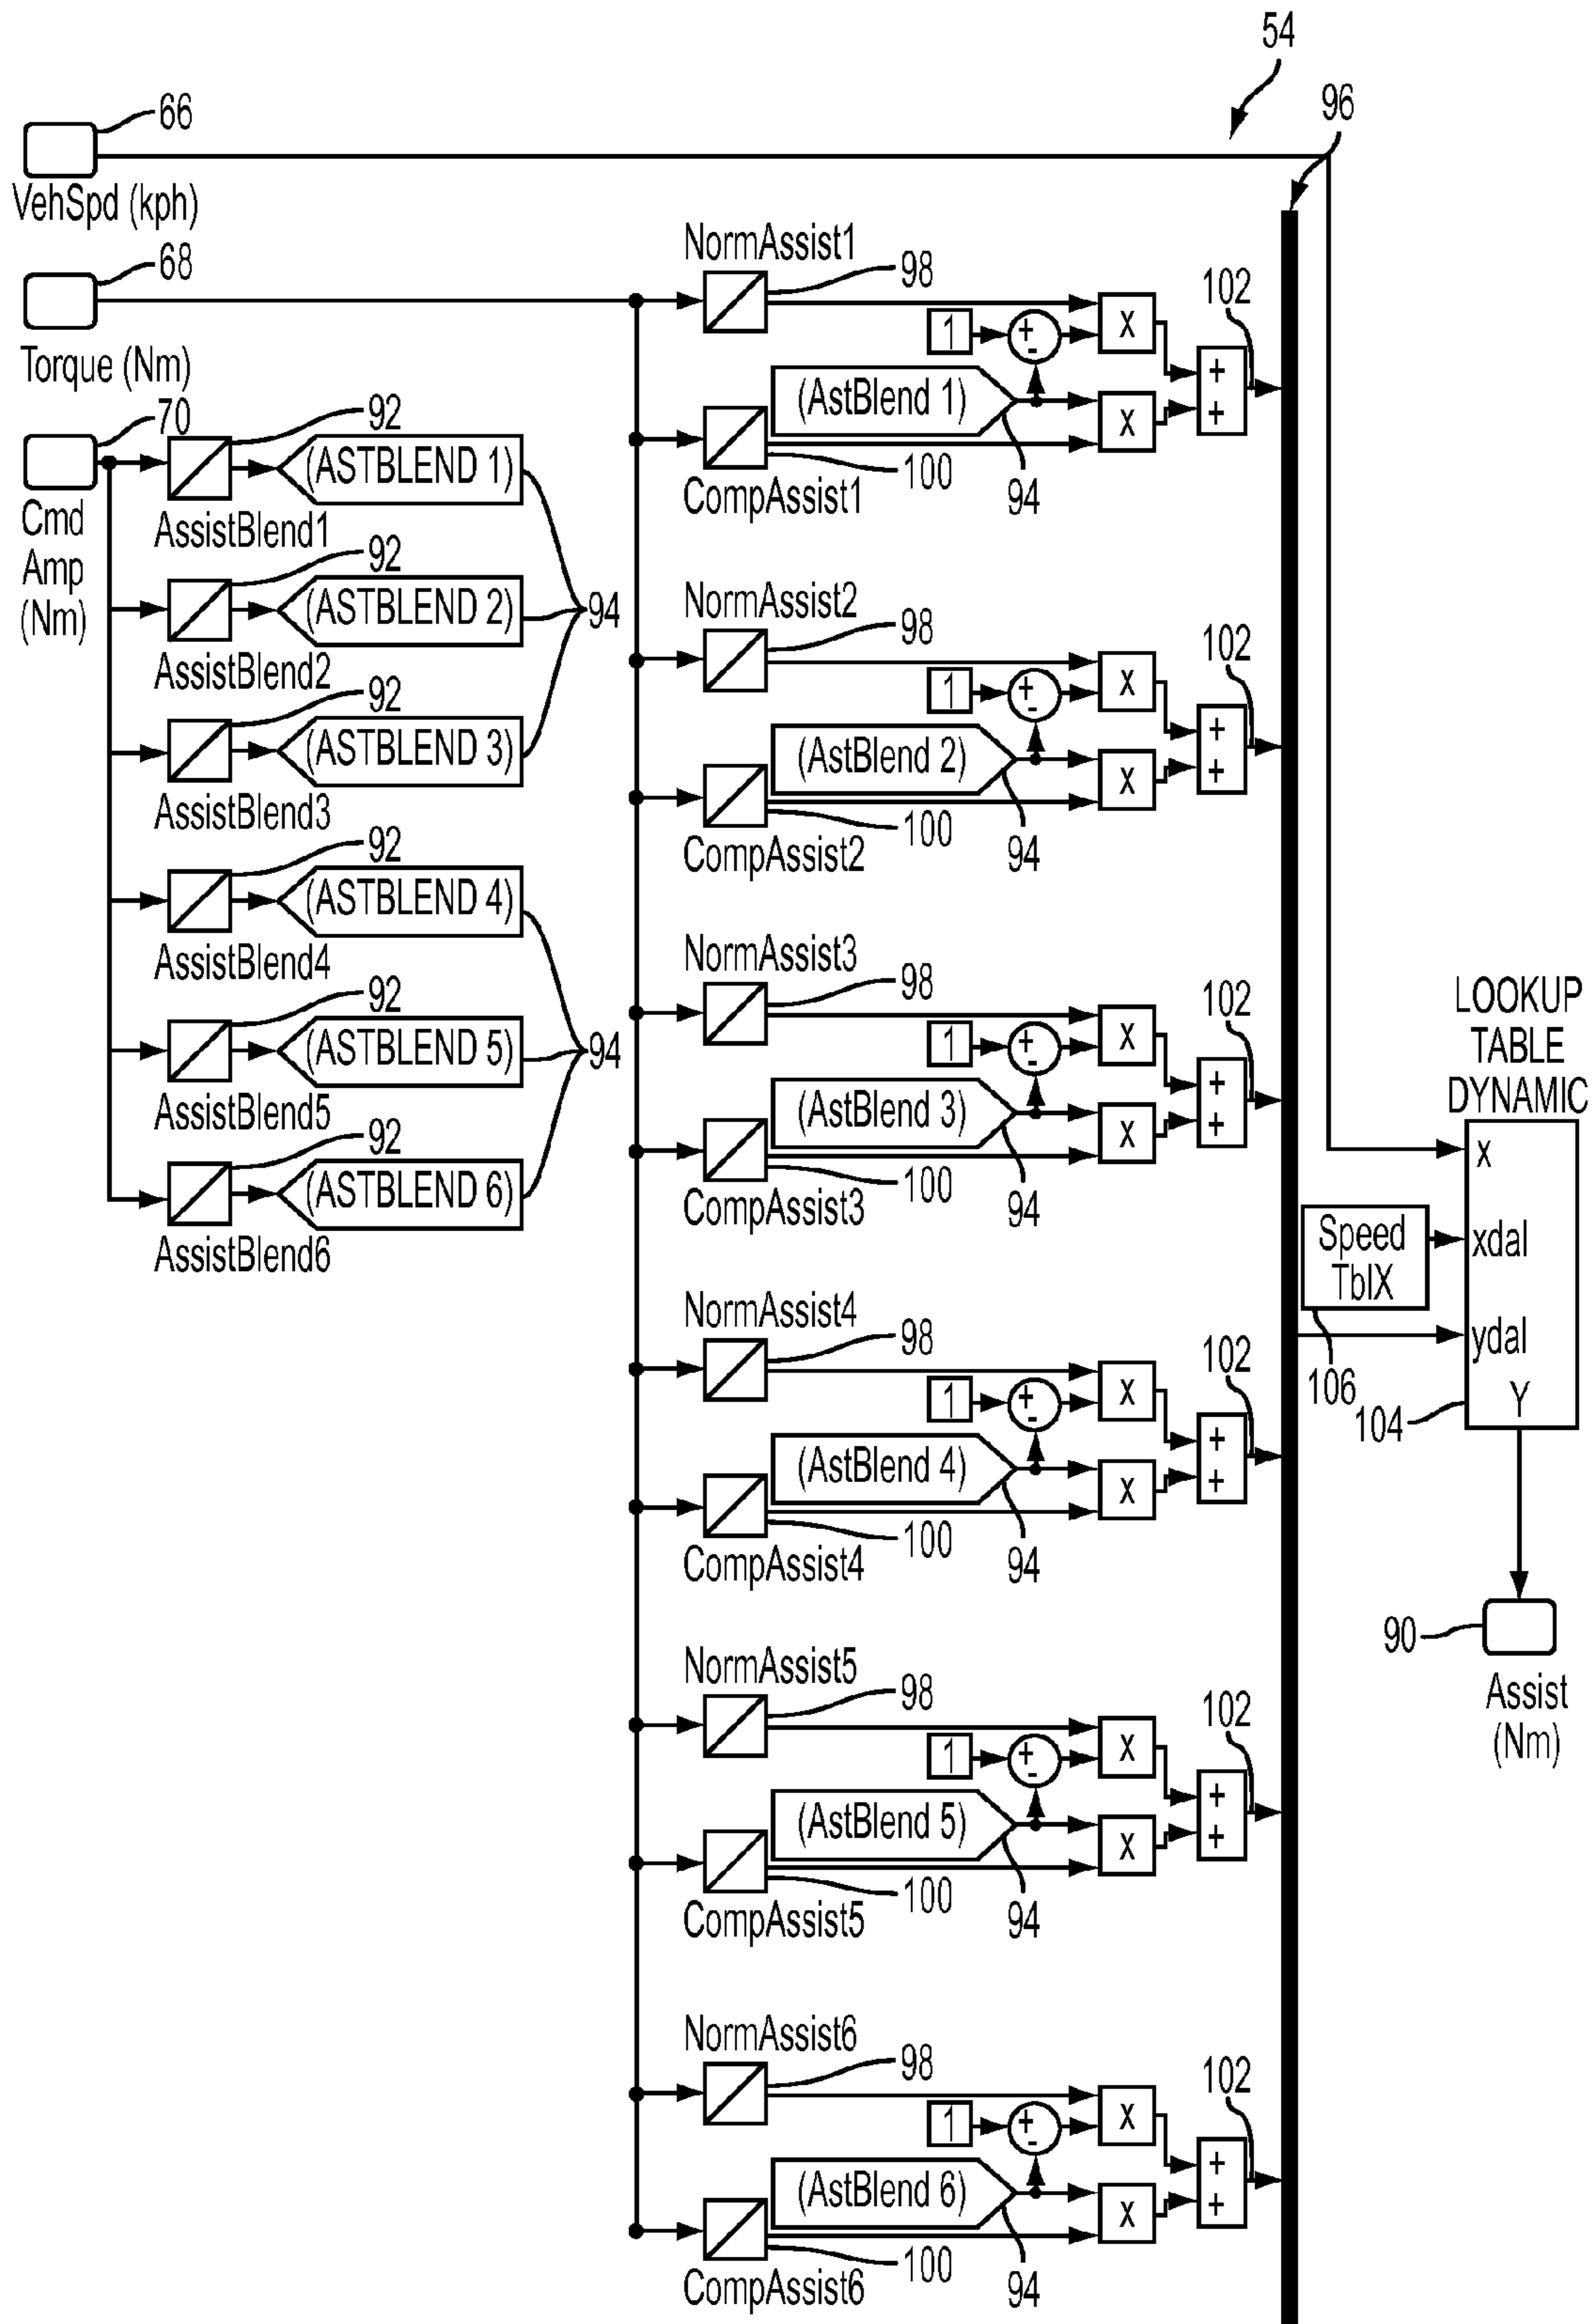 54
96
66
VehSpd (kph)
68
Torque (Nm)
70
Cmd
Amp
(Nm)
92
(ASTBLEND 1)
AssistBlend1
92
(ASTBLEND 2)
94
AssistBlend2
92
(ASTBLEND 3)
AssistBlend3
92
(ASTBLEND 4)
AssistBlend4
92
(ASTBLEND 5)
94
AssistBlend5
92
(ASTBLEND 6)
AssistBlend6
NormAssist1
98
102
1
+
-
X
+
+
(AstBlend 1)
X
100
94
CompAssist1
NormAssist2
98
102
1
+
-
X
+
+
(AstBlend 2)
X
100
94
CompAssist2
NormAssist3
98
102
1
+
-
X
+
+
(AstBlend 3)
X
100
94
CompAssist3
NormAssist4
98
102
1
+
-
X
+
+
(AstBlend 4)
X
100
94
CompAssist4
NormAssist5
98
102
1
+
-
X
+
+
(AstBlend 5)
X
100
94
CompAssist5
NormAssist6
98
102
1
+
-
X
+
+
(AstBlend 6)
X
100
94
CompAssist6
LOOKUP
TABLE
DYNAMIC
x
Speed
TblX
xdal
ydal
106
104
Y
90
Assist
(Nm)